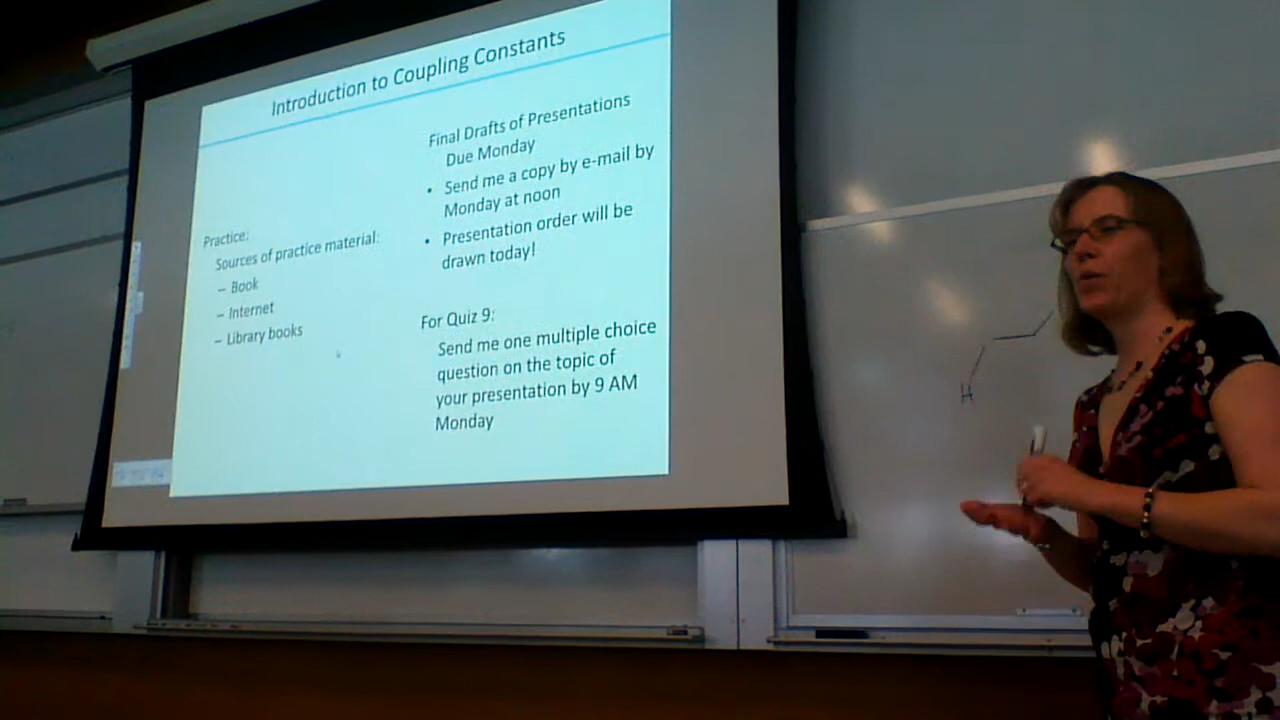 Introduction to Coupling Constants
Practice:
Sources of practice material:
– Book
– Internet
– Library books
Final Drafts of Presentations
Due Monday
• Send me a copy by e-mail by
Monday at noon
• Presentation order will be
drawn today!
For Quiz 9:
Send me one multiple choice
question on the topic of
your presentation by 9 AM
Monday
H